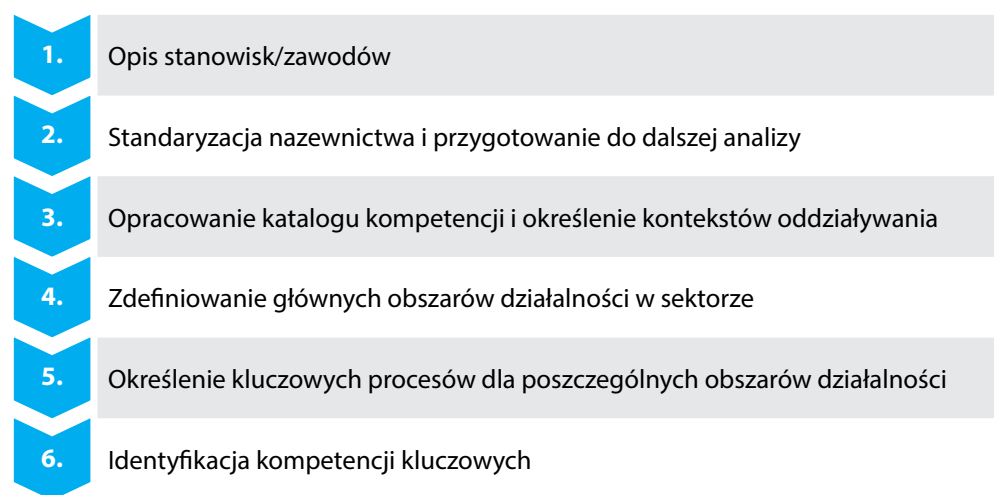 1. Opis stanowisk/zawodów
2. Standaryzacja nazewnictwa i przygotowanie do dalszej analizy
3. Opracowanie katalogu kompetencji i określenie kontekstów oddziaływania
4. Zdefiniowanie głównych obszarów działalności w sektorze
5. Określenie kluczowych procesów dla poszczególnych obszarów działalności
6. Identyfikacja kompetencji kluczowych